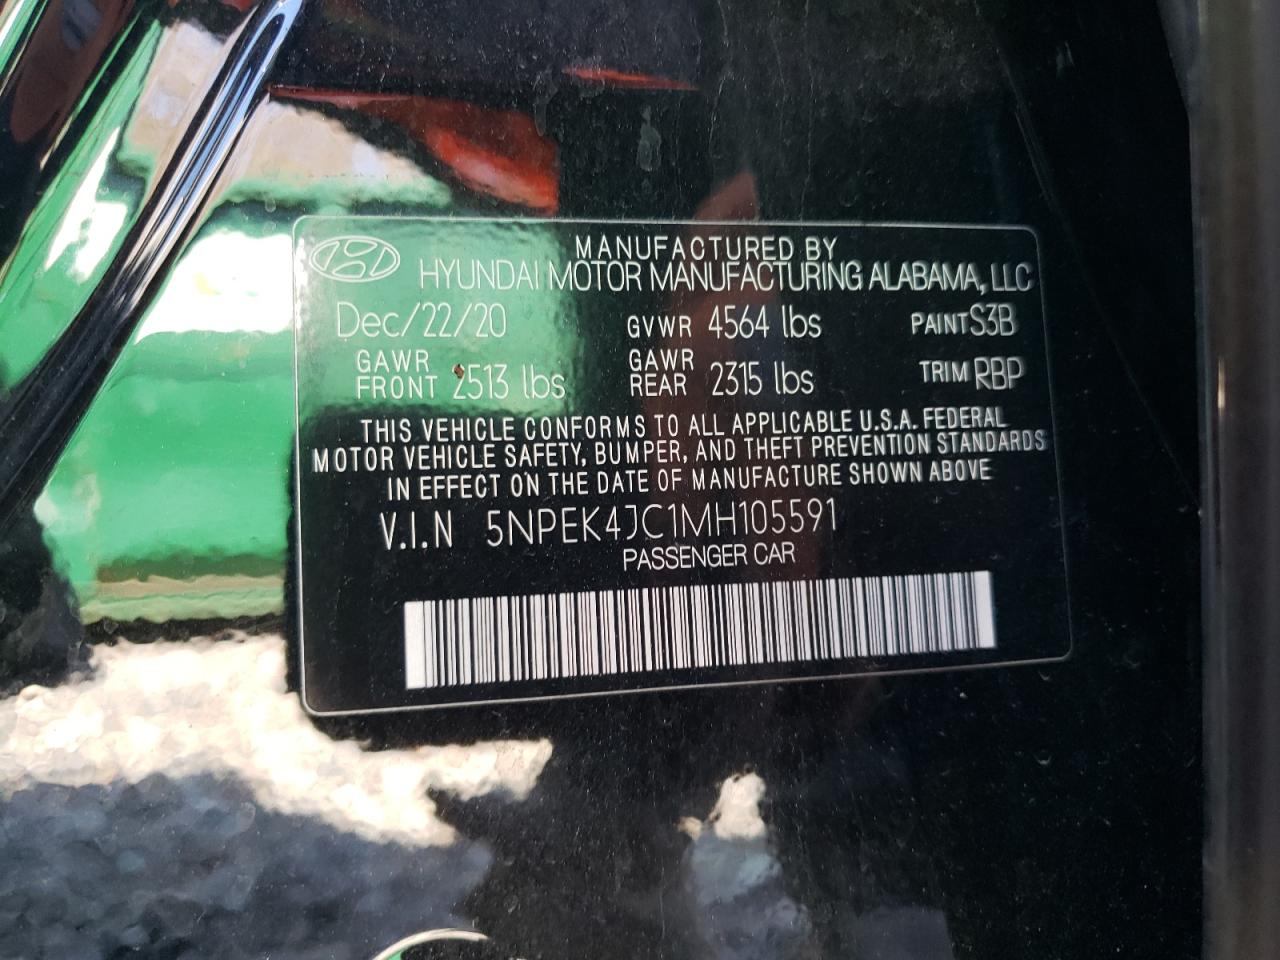 MANUFACTURED BY
HYUNDAI MOTOR MANUFACTURING ALABAMA, LLC
Dec/22/20 GVWR 4564 lbs PAINT S3B
GAWR FRONT 2513 lbs GAWR REAR 2315 lbs TRIM RBP
THIS VEHICLE CONFORMS TO ALL APPLICABLE U.S.A. FEDERAL
MOTOR VEHICLE SAFETY, BUMPER, AND THEFT PREVENTION STANDARDS
IN EFFECT ON THE DATE OF MANUFACTURE SHOWN ABOVE
V.I.N 5NPEK4JC1MH105591
PASSENGER CAR